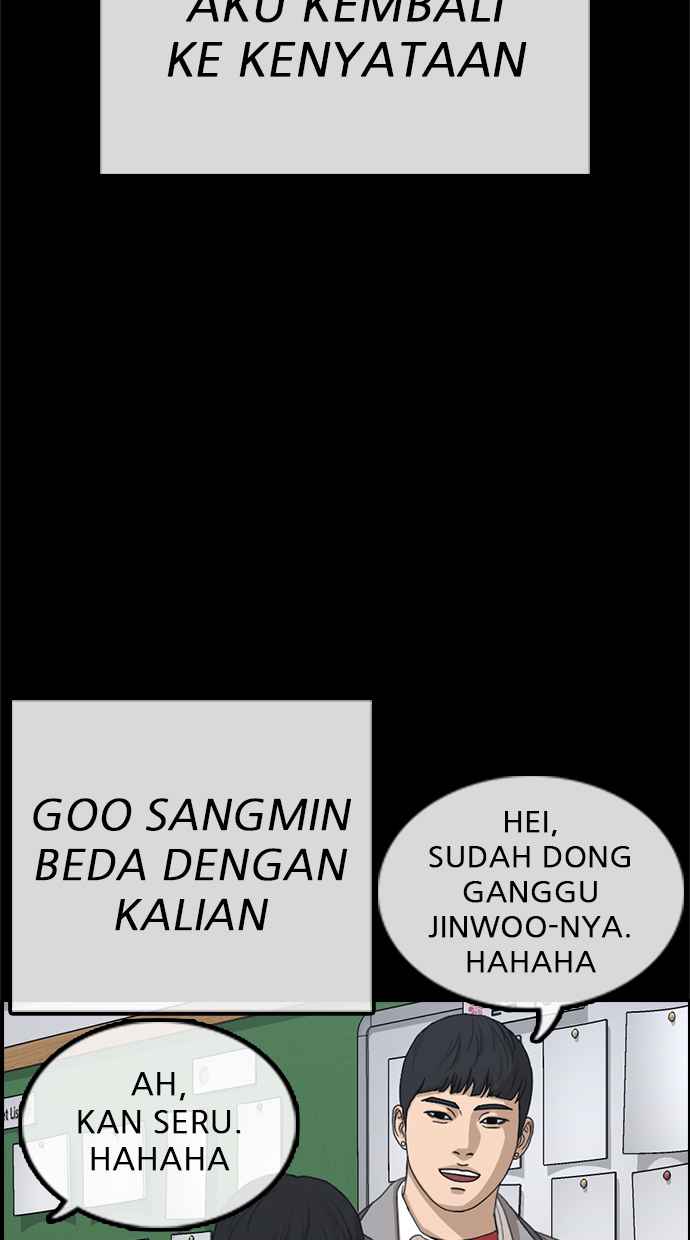 AKU KEMBALI
KE KENYATAAN
GOO SANGMIN
BEDA DENGAN
KALIAN
HEI,
SUDAH DONG
GANGGU
JINWOO-NYA.
HAHAHA
AH,
KAN SERU.
HAHAHA